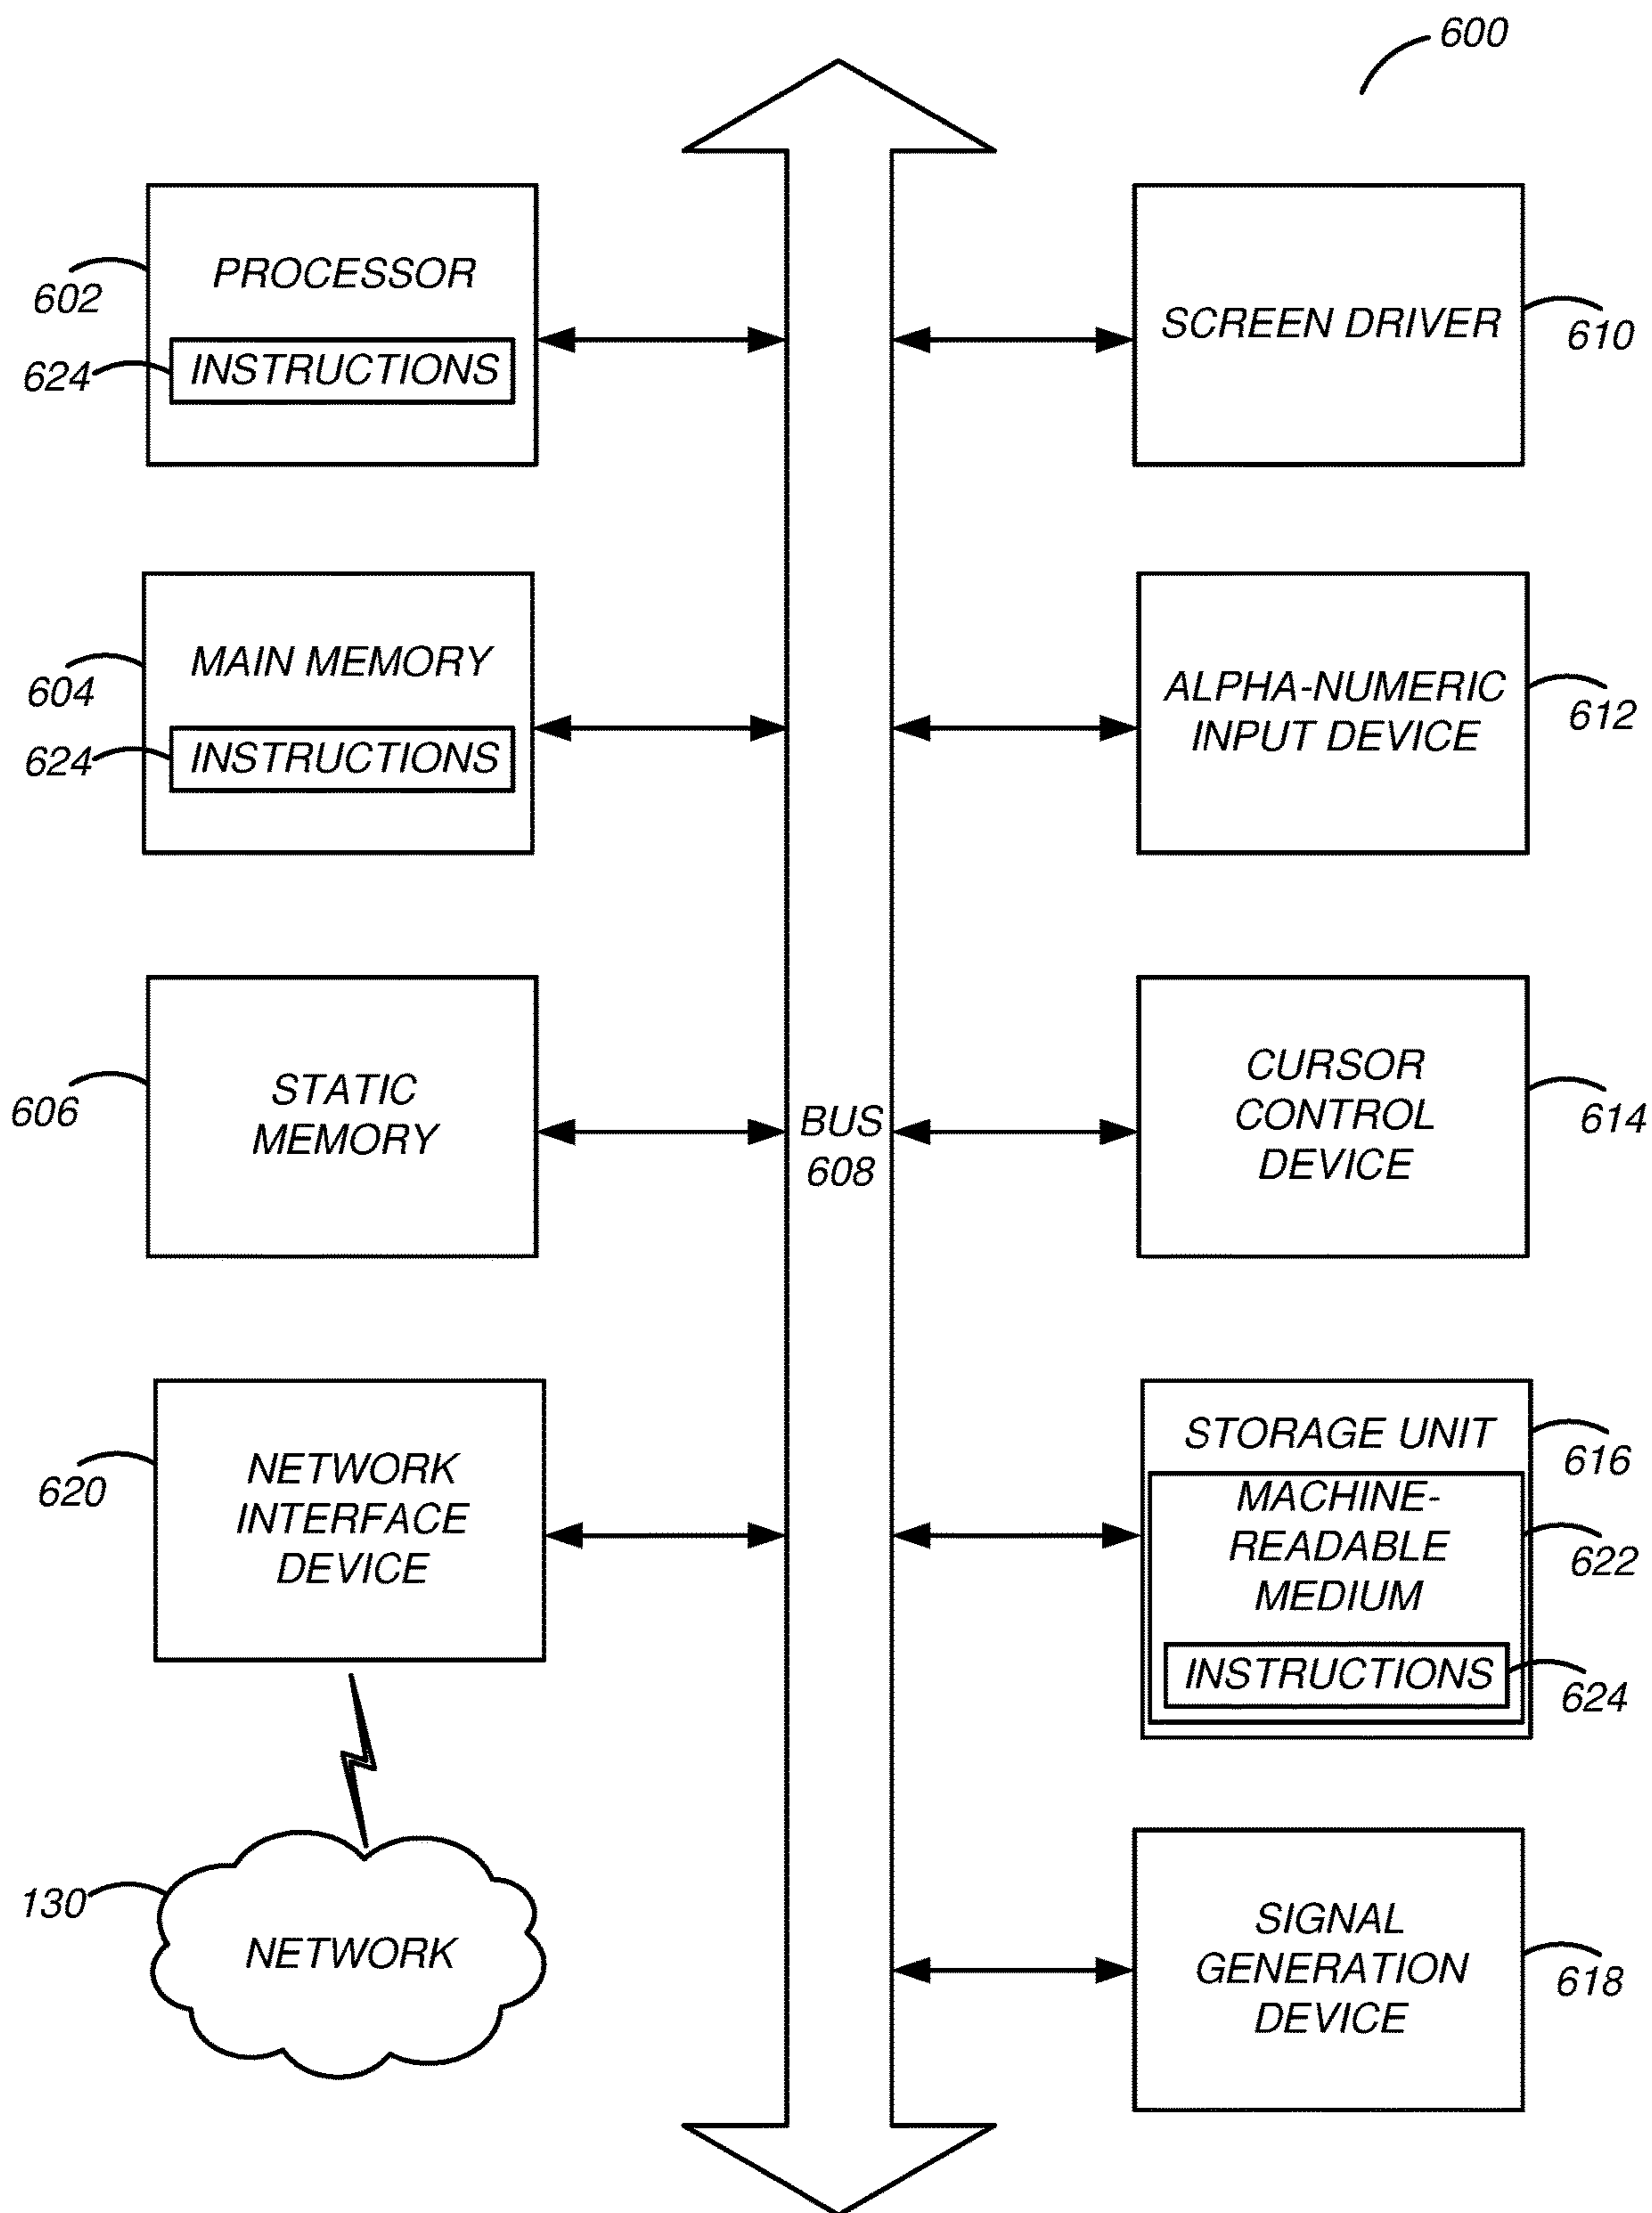 600
PROCESSOR
602
624
INSTRUCTIONS
SCREEN DRIVER
610
MAIN MEMORY
604
624
INSTRUCTIONS
ALPHA-NUMERIC
INPUT DEVICE
612
STATIC
MEMORY
606
BUS
608
CURSOR
CONTROL
DEVICE
614
NETWORK
INTERFACE
DEVICE
620
STORAGE UNIT
616
MACHINE-
READABLE
MEDIUM
622
INSTRUCTIONS
624
130
NETWORK
SIGNAL
GENERATION
DEVICE
618